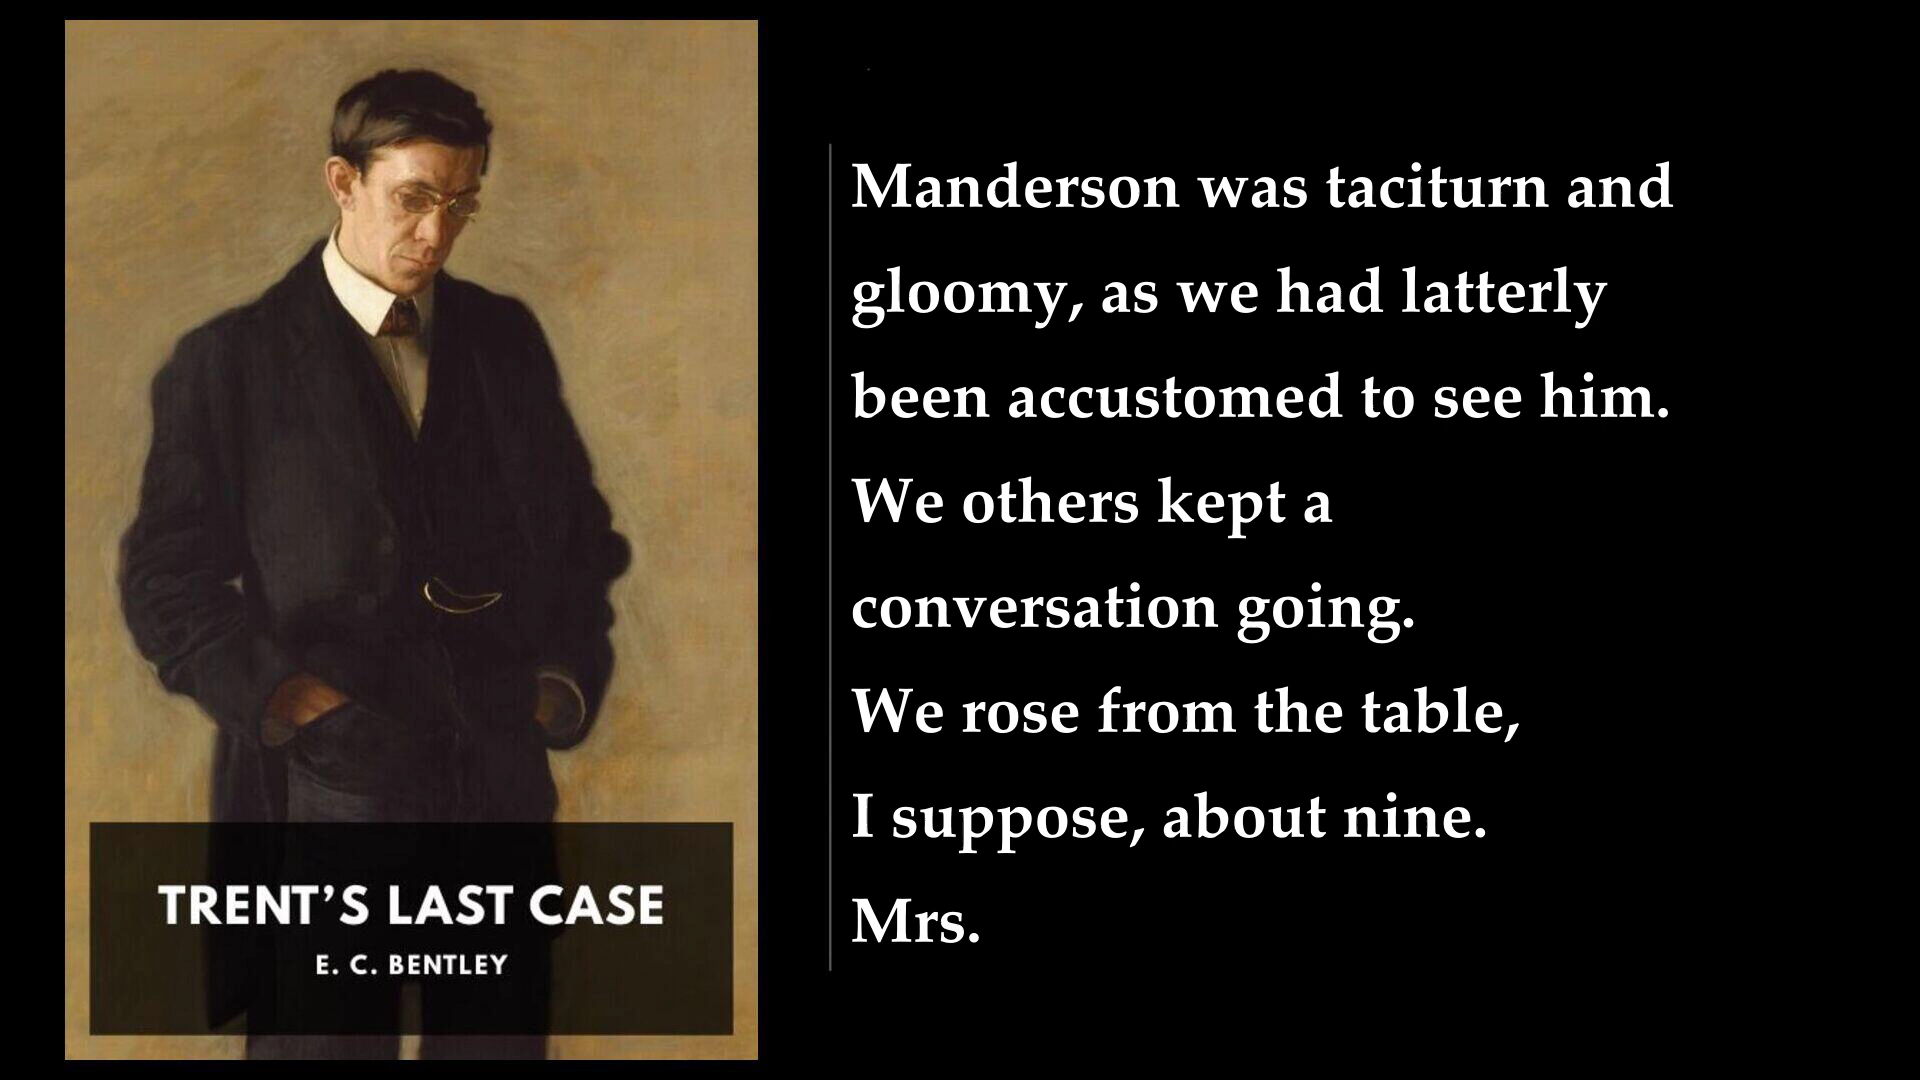 TRENT’S LAST CASE
E. C. BENTLEY
Manderson was taciturn and
gloomy, as we had latterly
been accustomed to see him.
We others kept a
conversation going.
We rose from the table,
I suppose, about nine.
Mrs.